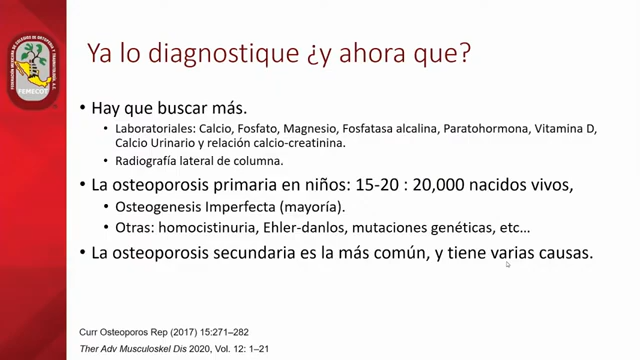 Ya lo diagnostique ¿y ahora que?
• Hay que buscar más.
• Laboratoriales: Calcio, Fosfato, Magnesio, Fosfatasa alcalina, Paratohormona, Vitamina D,
Calcio Urinario y relación calcio-creatinina.
• Radiografía lateral de columna.
• La osteoporosis primaria en niños: 15-20 : 20,000 nacidos vivos,
• Osteogenesis Imperfecta (mayoría).
• Otras: homocistinuria, Ehler-danlos, mutaciones genéticas, etc...
• La osteoporosis secundaria es la más común, y tiene varias causas.
Curr Osteoporos Rep (2017) 15:271–282
Ther Adv Musculoskel Dis 2020, Vol. 12: 1–21
FEMECOT